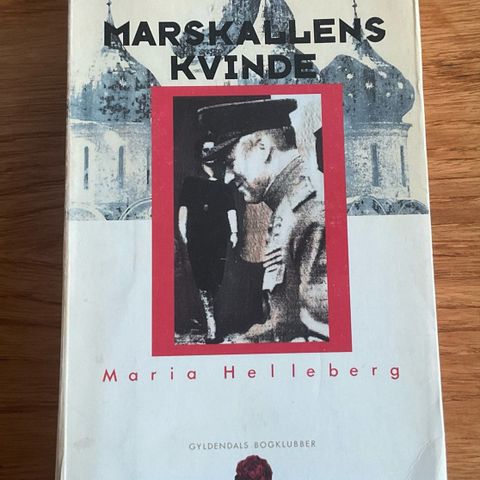 MARSKALLENS
KVINDE
Maria Helleberg
GYLDENDALS BOGKLUBBER